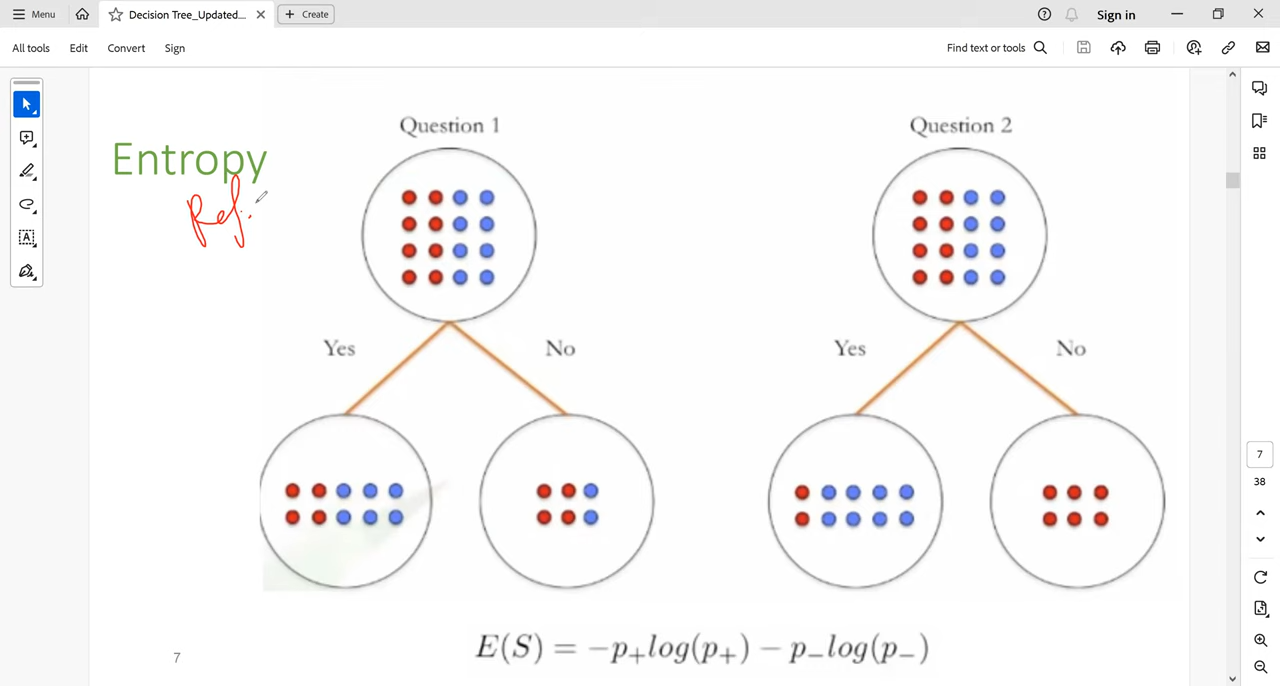 Menu
Decision Tree_Updated...
Create
Sign in
All tools
Edit
Convert
Sign
Find text or tools
Question 1
Question 2
Entropy
Ref.
Yes
No
Yes
No
7
38
E(S) = −p₊log(p₊) − p₋log(p₋)
7